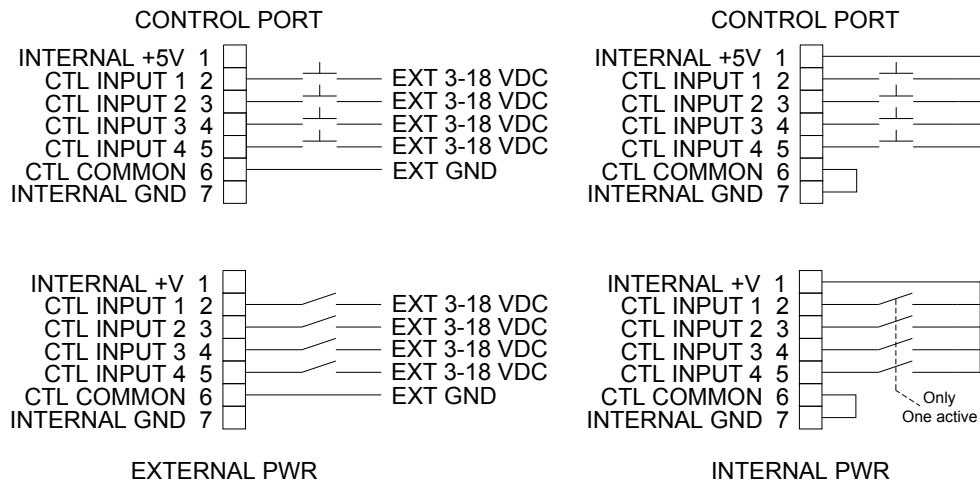 CONTROL PORT
INTERNAL +5V 1
CTL INPUT 1 2 EXT 3-18 VDC
CTL INPUT 2 3 EXT 3-18 VDC
CTL INPUT 3 4 EXT 3-18 VDC
CTL INPUT 4 5 EXT 3-18 VDC
CTL COMMON 6 EXT GND
INTERNAL GND 7
CONTROL PORT
INTERNAL +5V 1
CTL INPUT 1 2
CTL INPUT 2 3
CTL INPUT 3 4
CTL INPUT 4 5
CTL COMMON 6
INTERNAL GND 7
INTERNAL +V 1
CTL INPUT 1 2 EXT 3-18 VDC
CTL INPUT 2 3 EXT 3-18 VDC
CTL INPUT 3 4 EXT 3-18 VDC
CTL INPUT 4 5 EXT 3-18 VDC
CTL COMMON 6 EXT GND
INTERNAL GND 7
EXTERNAL PWR
INTERNAL +V 1
CTL INPUT 1 2
CTL INPUT 2 3
CTL INPUT 3 4
CTL INPUT 4 5
CTL COMMON 6
INTERNAL GND 7
Only
One active
INTERNAL PWR